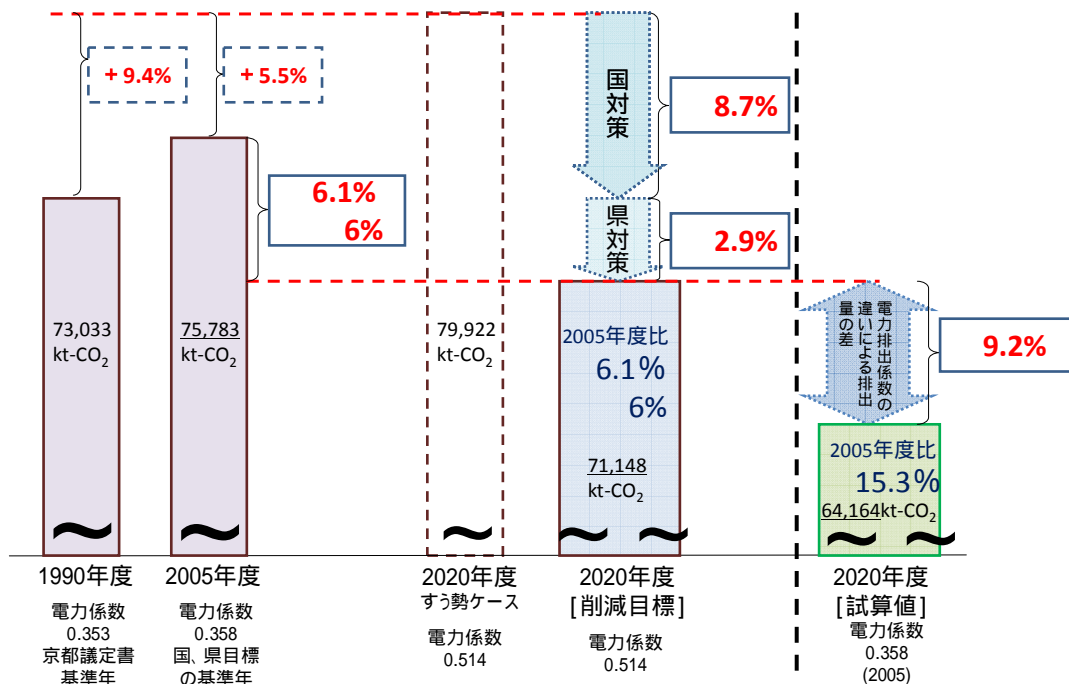 + 9.4%
+ 5.5%
6.1%
6%
国対策
8.7%
県対策
2.9%
73,033
kt-CO₂
75,783
kt-CO₂
79,922
kt-CO₂
2005年度比
6.1%
6%
71,148
kt-CO₂
電力排出係数の
違いによる排出
量の差
9.2%
2005年度比
15.3%
64,164kt-CO₂
1990年度
電力係数
0.353
京都議定書
基準年
2005年度
電力係数
0.358
国、県目標
の基準年
2020年度
すう勢ケース
電力係数
0.514
2020年度
[削減目標]
電力係数
0.514
2020年度
[試算値]
電力係数
0.358
(2005)